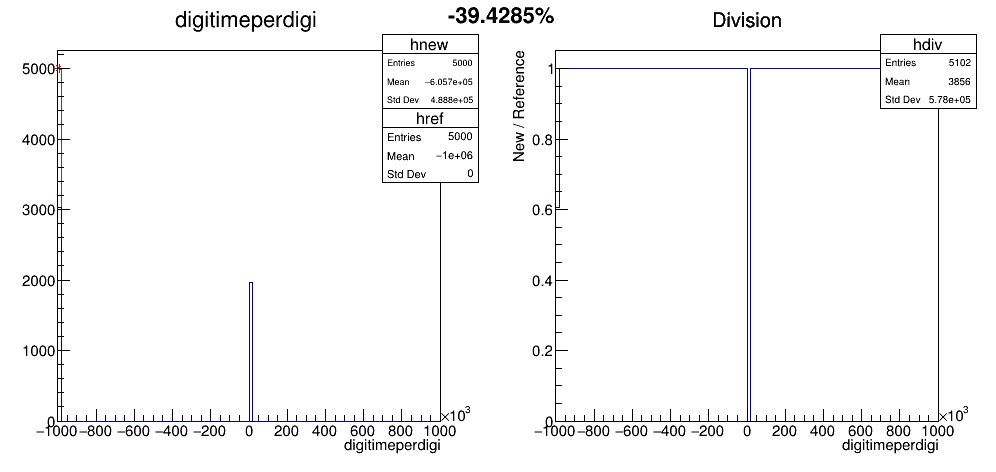 -39.4285%
digitimeperdigi
hnew
Entries 5000
Mean −6.057e+05
Std Dev 4.888e+05
href
Entries 5000
Mean −1e+06
Std Dev 0
5000
4000
3000
2000
1000
0
−1000 −800 −600 −400 −200 0 200 400 600 800 1000
×10³
digitimeperdigi
Division
hdiv
Entries 5102
Mean 3856
Std Dev 5.78e+05
New / Reference
1
0.8
0.6
0.4
0.2
0
−1000 −800 −600 −400 −200 0 200 400 600 800 1000
×10³
digitimeperdigi